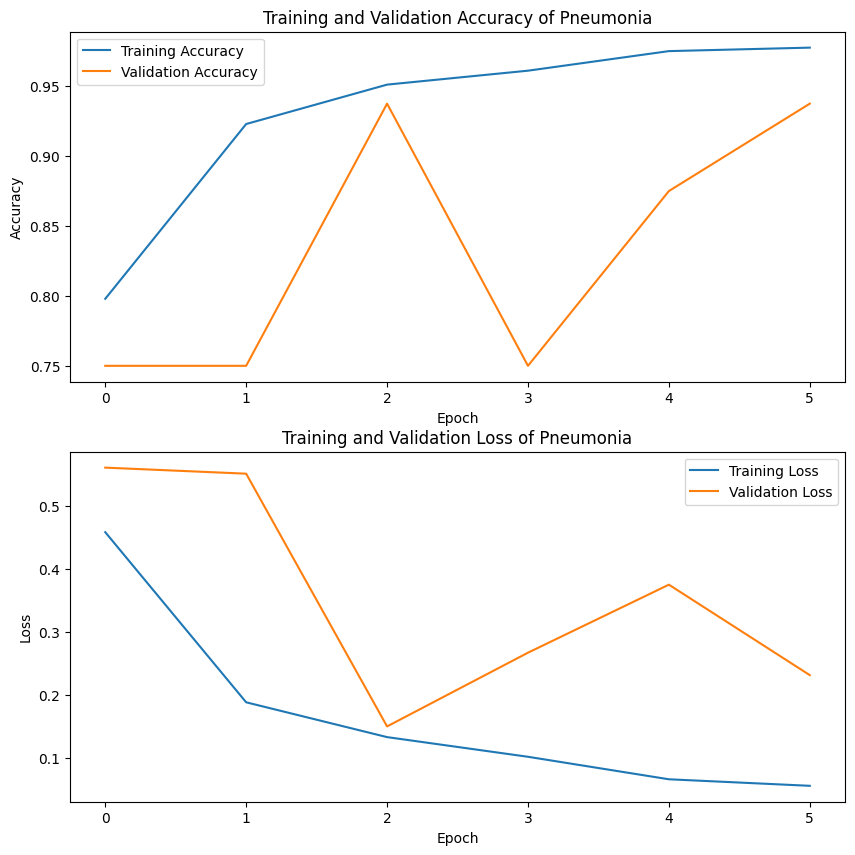 Training and Validation Accuracy of Pneumonia
Training Accuracy
Validation Accuracy
0.95
0.90
0.85
0.80
0.75
Accuracy
0 1 2 3 4 5
Epoch
Training and Validation Loss of Pneumonia
Training Loss
Validation Loss
0.5
0.4
0.3
0.2
0.1
Loss
0 1 2 3 4 5
Epoch